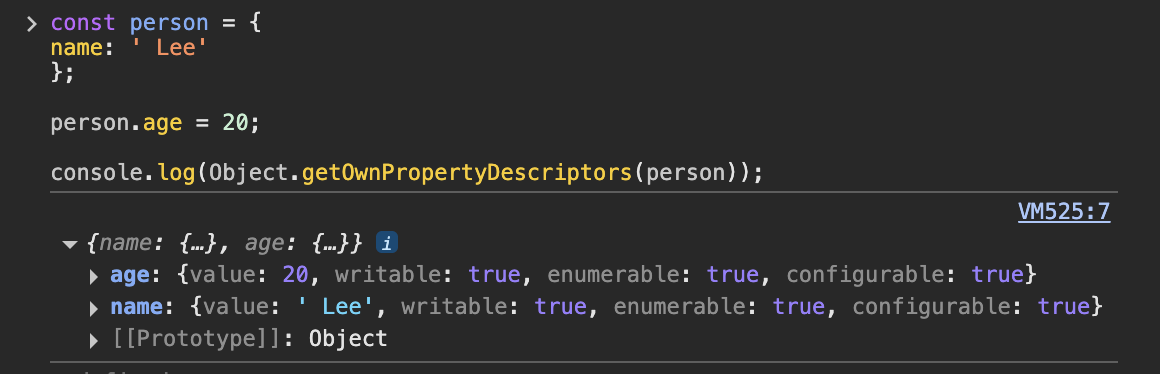 const person = {
name: ' Lee'
};
person.age = 20;
console.log(Object.getOwnPropertyDescriptors(person));
VM525:7
{name: {…}, age: {…}} i
age: {value: 20, writable: true, enumerable: true, configurable: true}
name: {value: ' Lee', writable: true, enumerable: true, configurable: true}
[[Prototype]]: Object